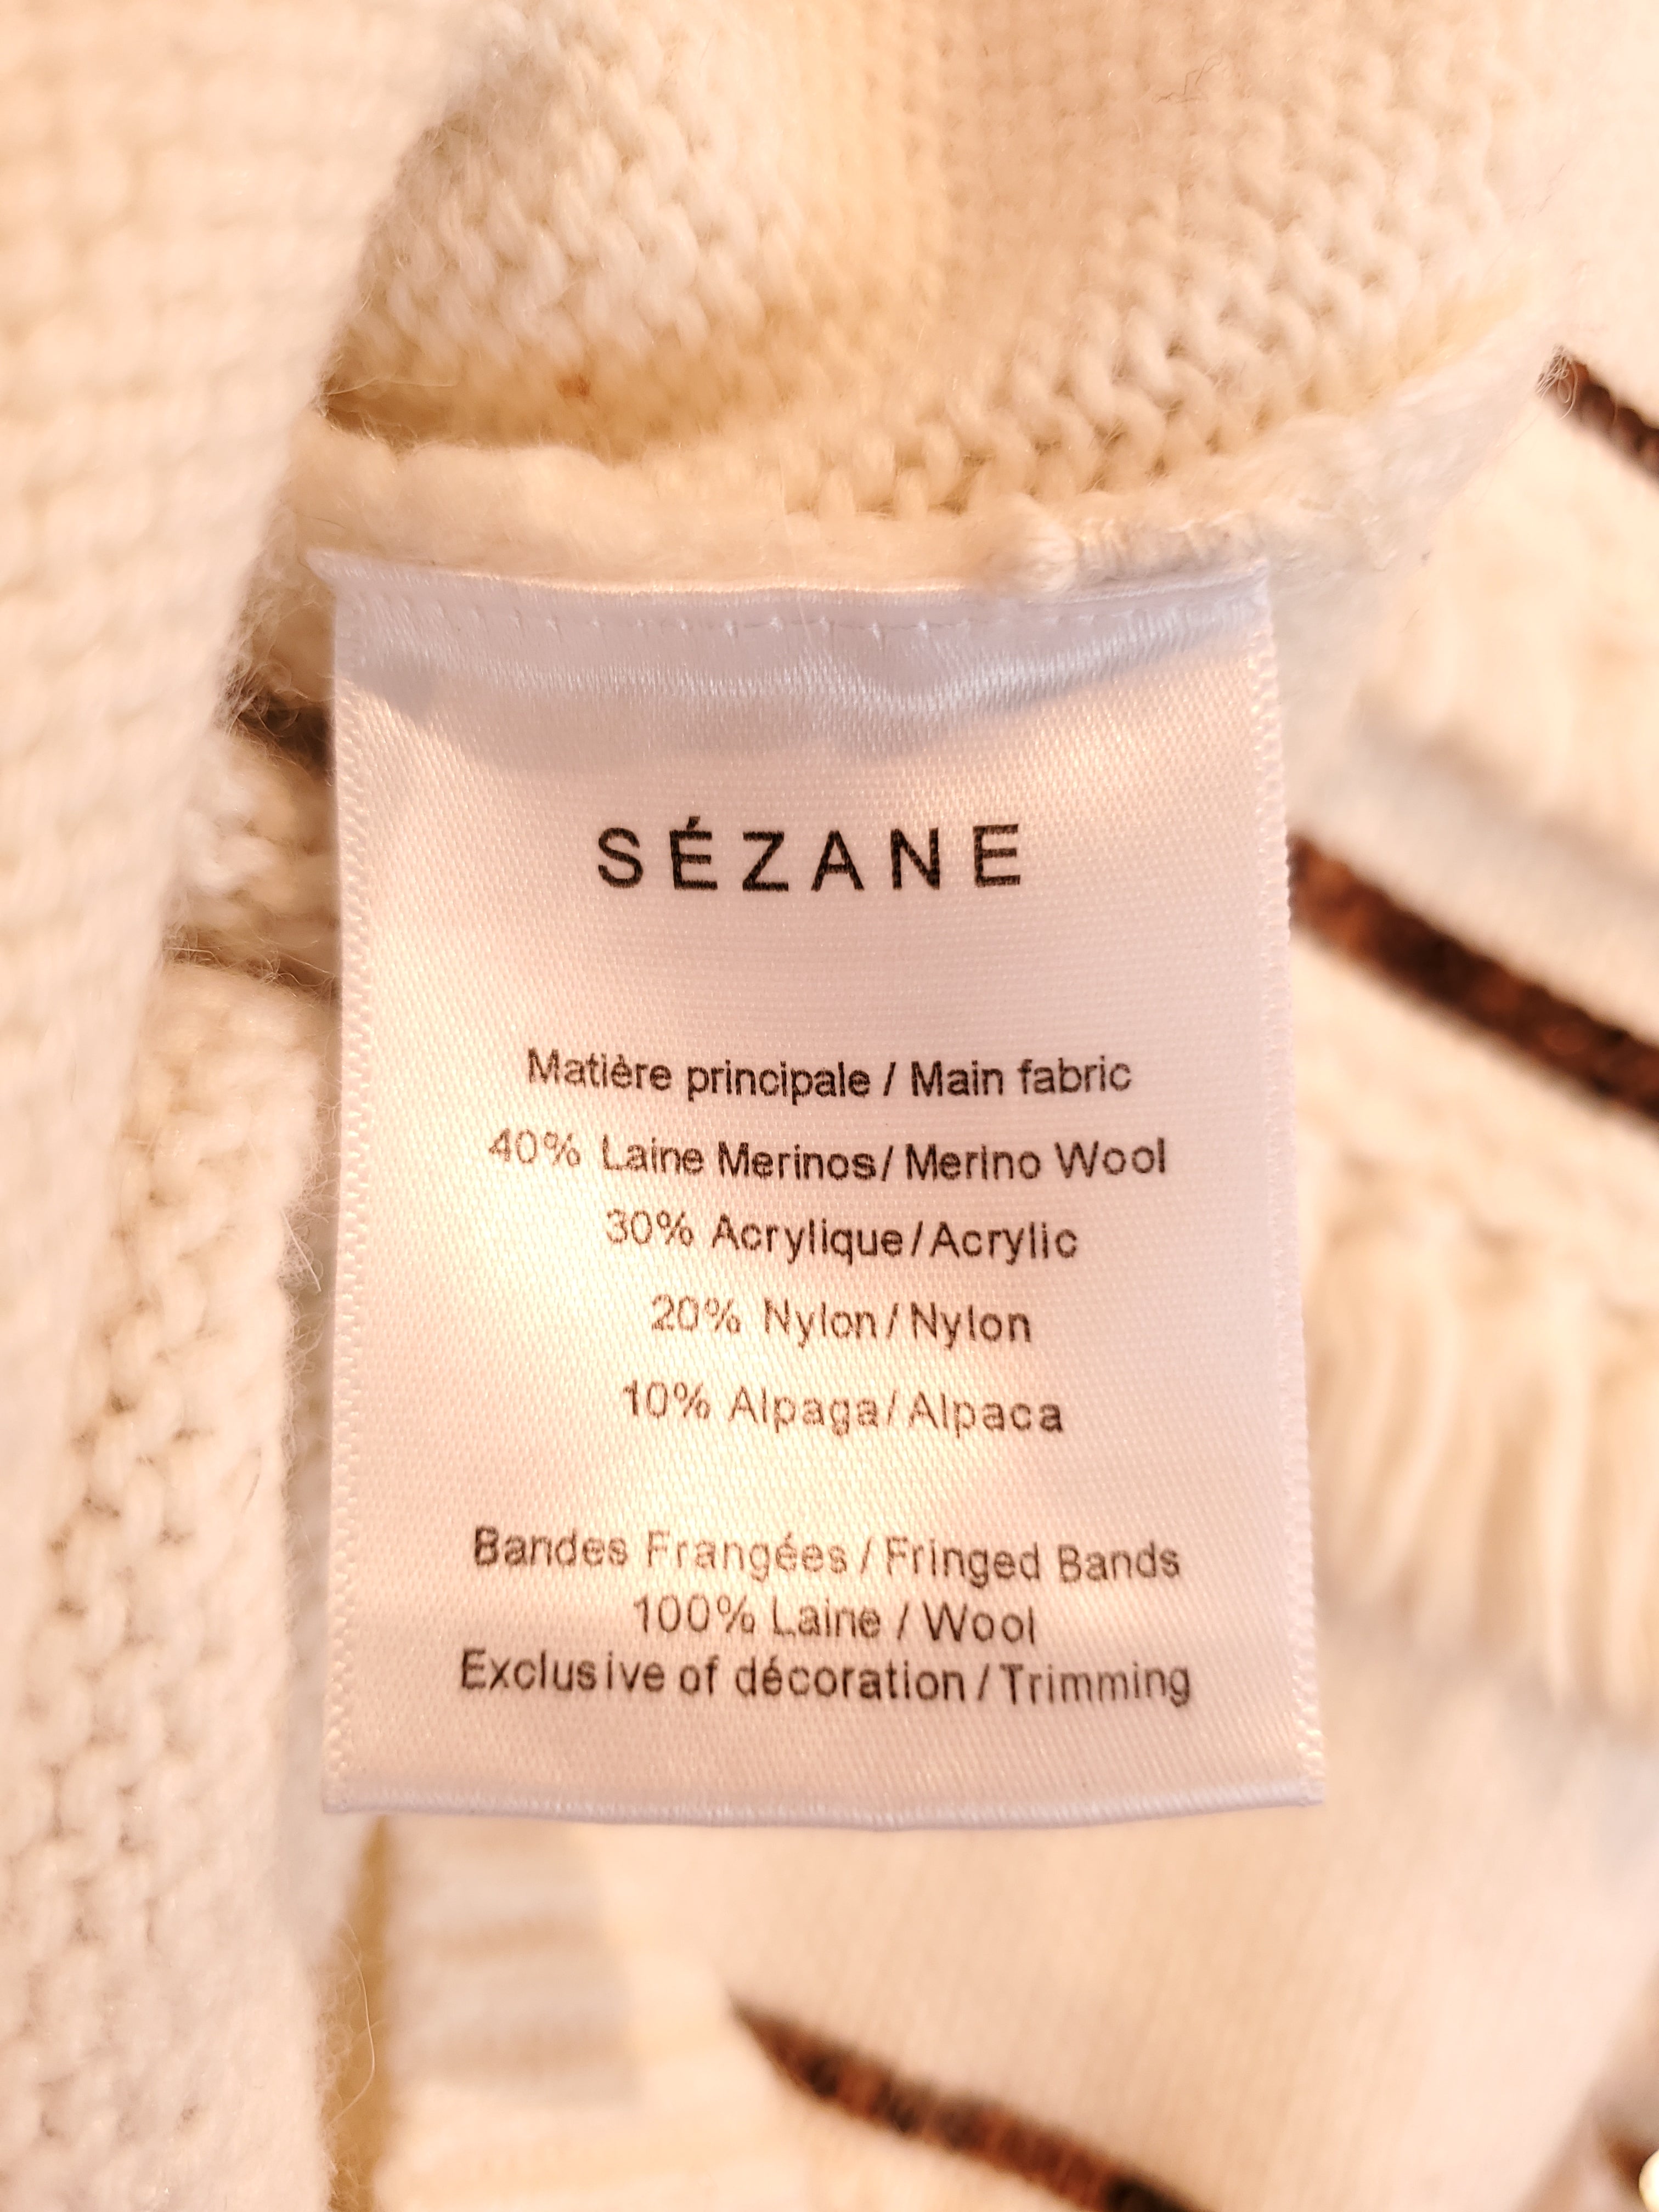 SÉZANE
Matière principale / Main fabric
40% Laine Merinos/ Merino Wool
30% Acrylique/Acrylic
20% Nylon/Nylon
10% Alpaga/Alpaca
Bandes Frangées / Fringed Bands
100% Laine / Wool
Exclusive of décoration / Trimming